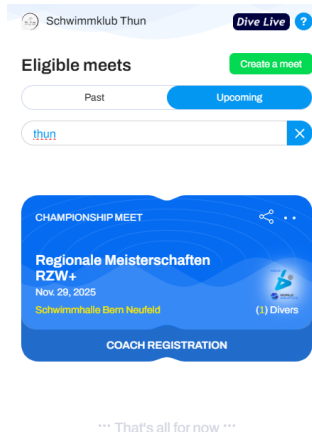 Schwimmklub Thun
Dive Live
?
Eligible meets
Create a meet
Past
Upcoming
thun
CHAMPIONSHIP MEET
Regionale Meisterschaften
RZW+
Nov. 29, 2025
Schwimmhalle Bern Neufeld
(1) Divers
COACH REGISTRATION
··· That's all for now ···